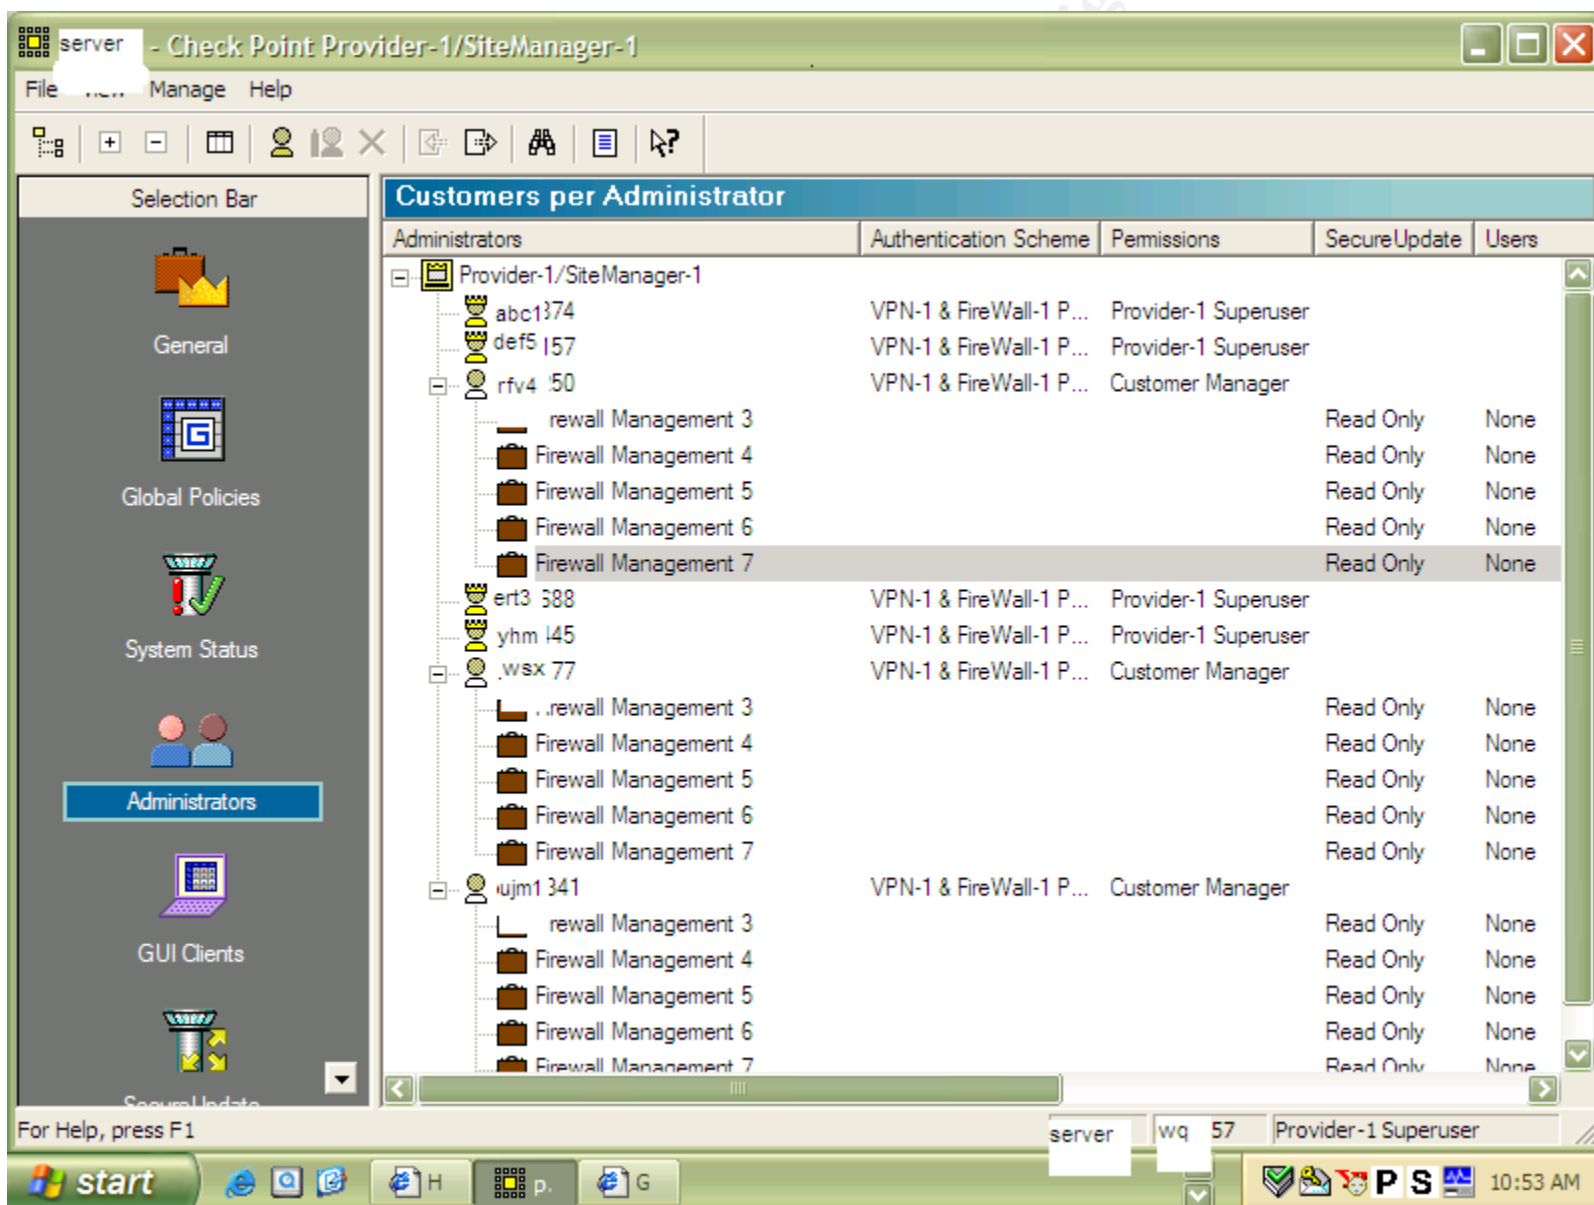 server - Check Point Provider-1/SiteManager-1
File Manage Help
Selection Bar
General
Global Policies
System Status
Administrators
GUI Clients
SecureUpdate
Customers per Administrator
Administrators Authentication Scheme Permissions SecureUpdate Users
Provider-1/SiteManager-1
abc1374 VPN-1 & FireWall-1 P... Provider-1 Superuser
def5 157 VPN-1 & FireWall-1 P... Provider-1 Superuser
rfv4 50 VPN-1 & FireWall-1 P... Customer Manager
rewall Management 3 Read Only None
Firewall Management 4 Read Only None
Firewall Management 5 Read Only None
Firewall Management 6 Read Only None
Firewall Management 7 Read Only None
ert3 588 VPN-1 & FireWall-1 P... Provider-1 Superuser
yhm 45 VPN-1 & FireWall-1 P... Provider-1 Superuser
wsx 77 VPN-1 & FireWall-1 P... Customer Manager
rewall Management 3 Read Only None
Firewall Management 4 Read Only None
Firewall Management 5 Read Only None
Firewall Management 6 Read Only None
Firewall Management 7 Read Only None
ujm1 341 VPN-1 & FireWall-1 P... Customer Manager
rewall Management 3 Read Only None
Firewall Management 4 Read Only None
Firewall Management 5 Read Only None
Firewall Management 6 Read Only None
Firewall Management 7 Read Only None
For Help, press F1
server wq 57 Provider-1 Superuser
start H p. G P S 10:53 AM